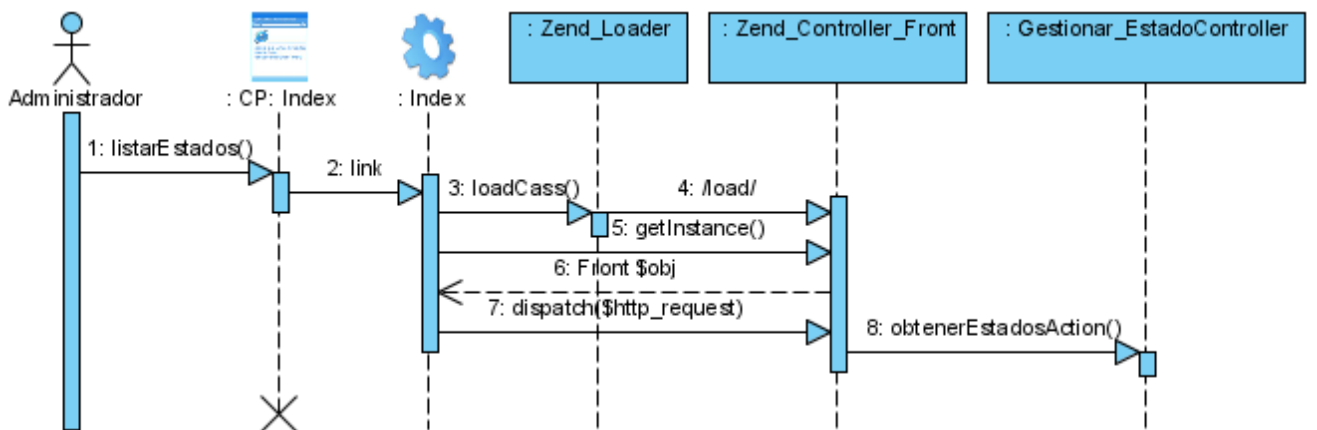 : Zend_Loader
: Zend_Controller_Front
: Gestionar_EstadoController
Administrador
: CP: Index
: Index
1: listarEstados()
2: link
3: loadCass()
4: /load/
5: getInstance()
6: Front $obj
7: dispatch($http_request)
8: obtenerEstadosAction()